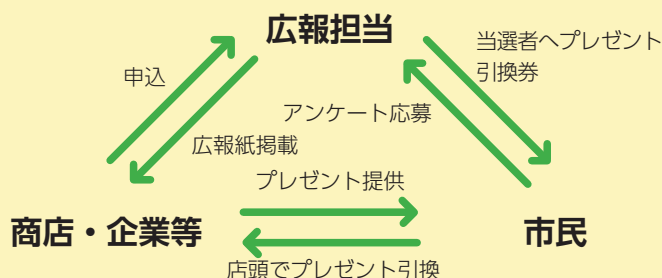 広報担当
申込
当選者へプレゼント
引換券
アンケート応募
広報紙掲載
プレゼント提供
商店・企業等
市民
店頭でプレゼント引換